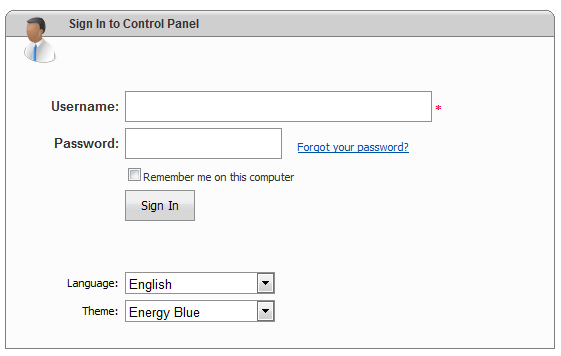 Sign In to Control Panel
Username: *
Password: Forgot your password?
Remember me on this computer
Sign In
Language: English
Theme: Energy Blue